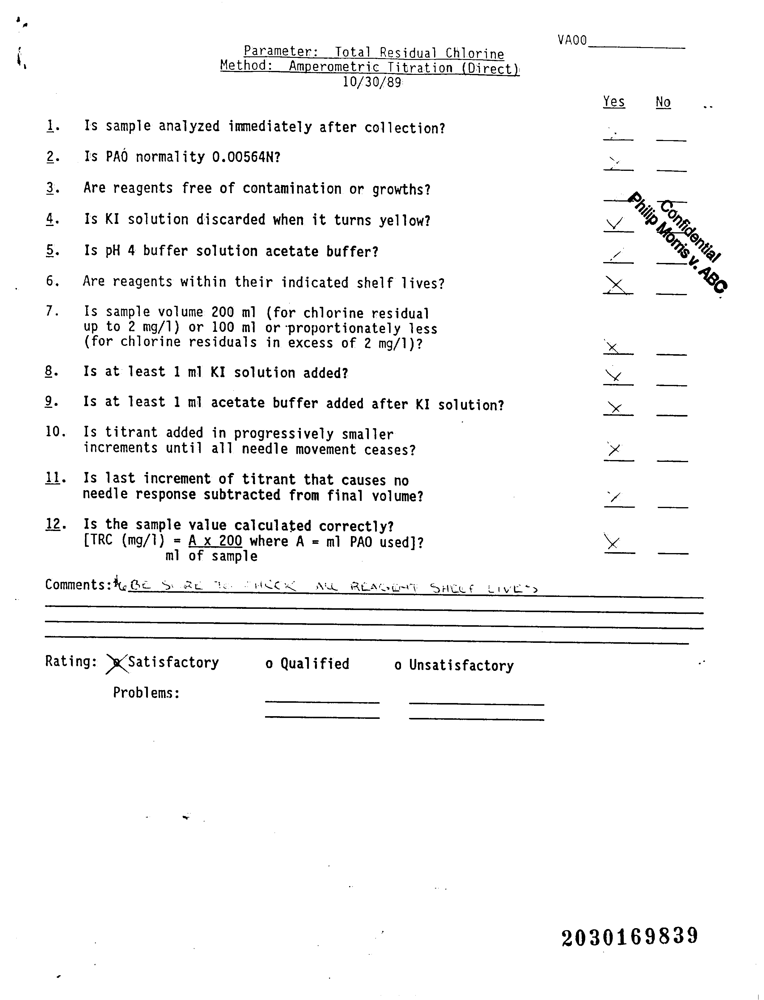 VA00
Parameter: Total Residual Chlorine
Method: Amperometric Titration (Direct)
10/30/89
Yes No
1. Is sample analyzed immediately after collection?
2. Is PAO normality 0.00564N?
3. Are reagents free of contamination or growths?
4. Is KI solution discarded when it turns yellow?
5. Is pH 4 buffer solution acetate buffer?
6. Are reagents within their indicated shelf lives?
7. Is sample volume 200 ml (for chlorine residual
up to 2 mg/l) or 100 ml or proportionately less
(for chlorine residuals in excess of 2 mg/l)?
8. Is at least 1 ml KI solution added?
9. Is at least 1 ml acetate buffer added after KI solution?
10. Is titrant added in progressively smaller
increments until all needle movement ceases?
11. Is last increment of titrant that causes no
needle response subtracted from final volume?
12. Is the sample value calculated correctly?
[TRC (mg/l) = A x 200 where A = ml PAO used]?
ml of sample
Confidential
Philip Morris v. ABC
Comments: *6 BE SURE TO CHECK ALL REAGENT SHELF LIVES
Rating: Satisfactory o Qualified o Unsatisfactory
Problems:
2030169839